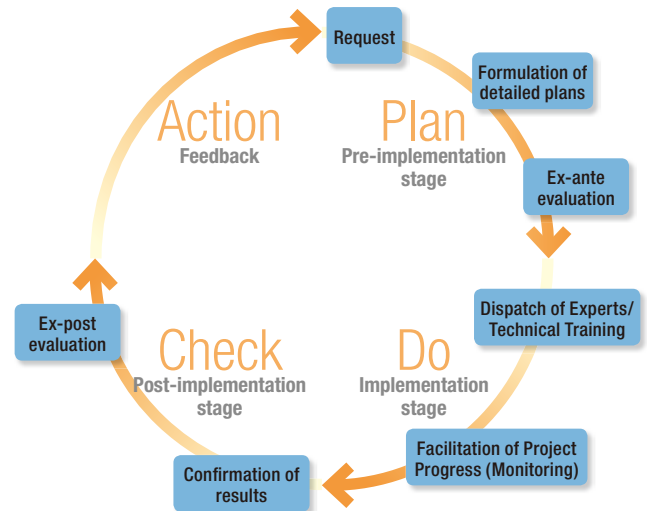 Request
Formulation of
detailed plans
Action
Feedback
Plan
Pre-implementation
stage
Ex-ante
evaluation
Dispatch of Experts/
Technical Training
Ex-post
evaluation
Check
Post-implementation
stage
Do
Implementation
stage
Facilitation of Project
Progress (Monitoring)
Confirmation of
results